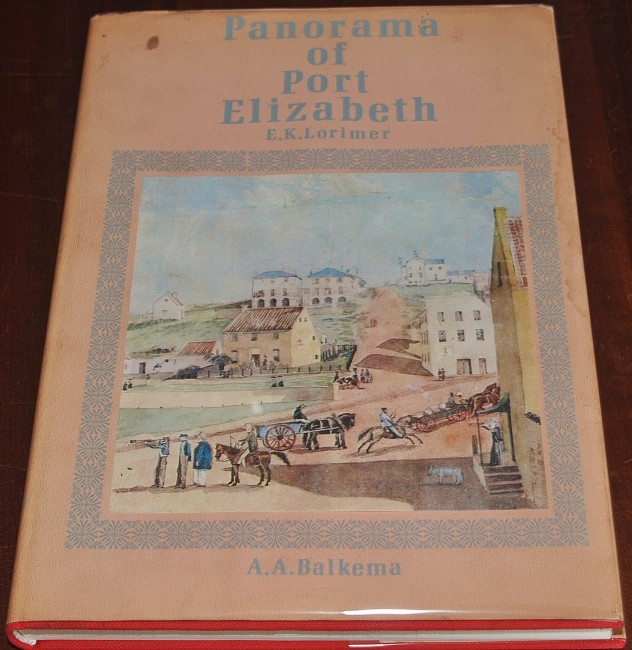 Panorama
of
Port
Elizabeth
E.K.Lorimer
A.A.Balkema